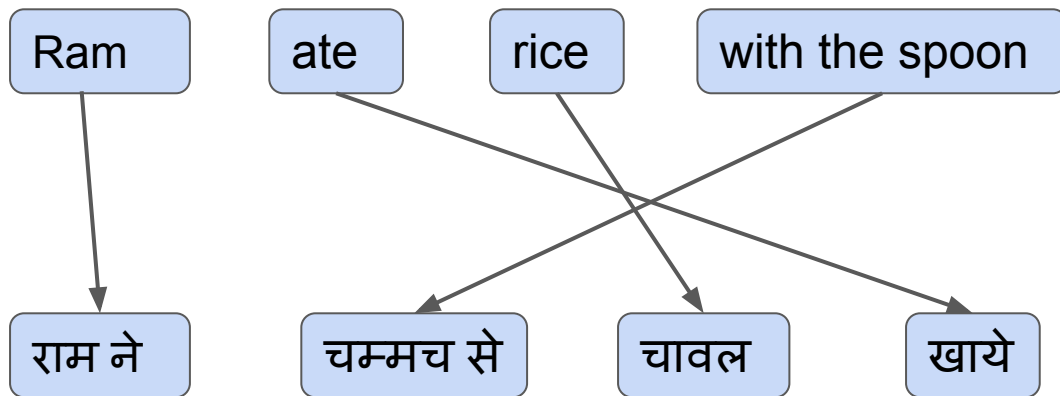 Ram ate rice with the spoon
राम ने चम्मच से चावल खाये